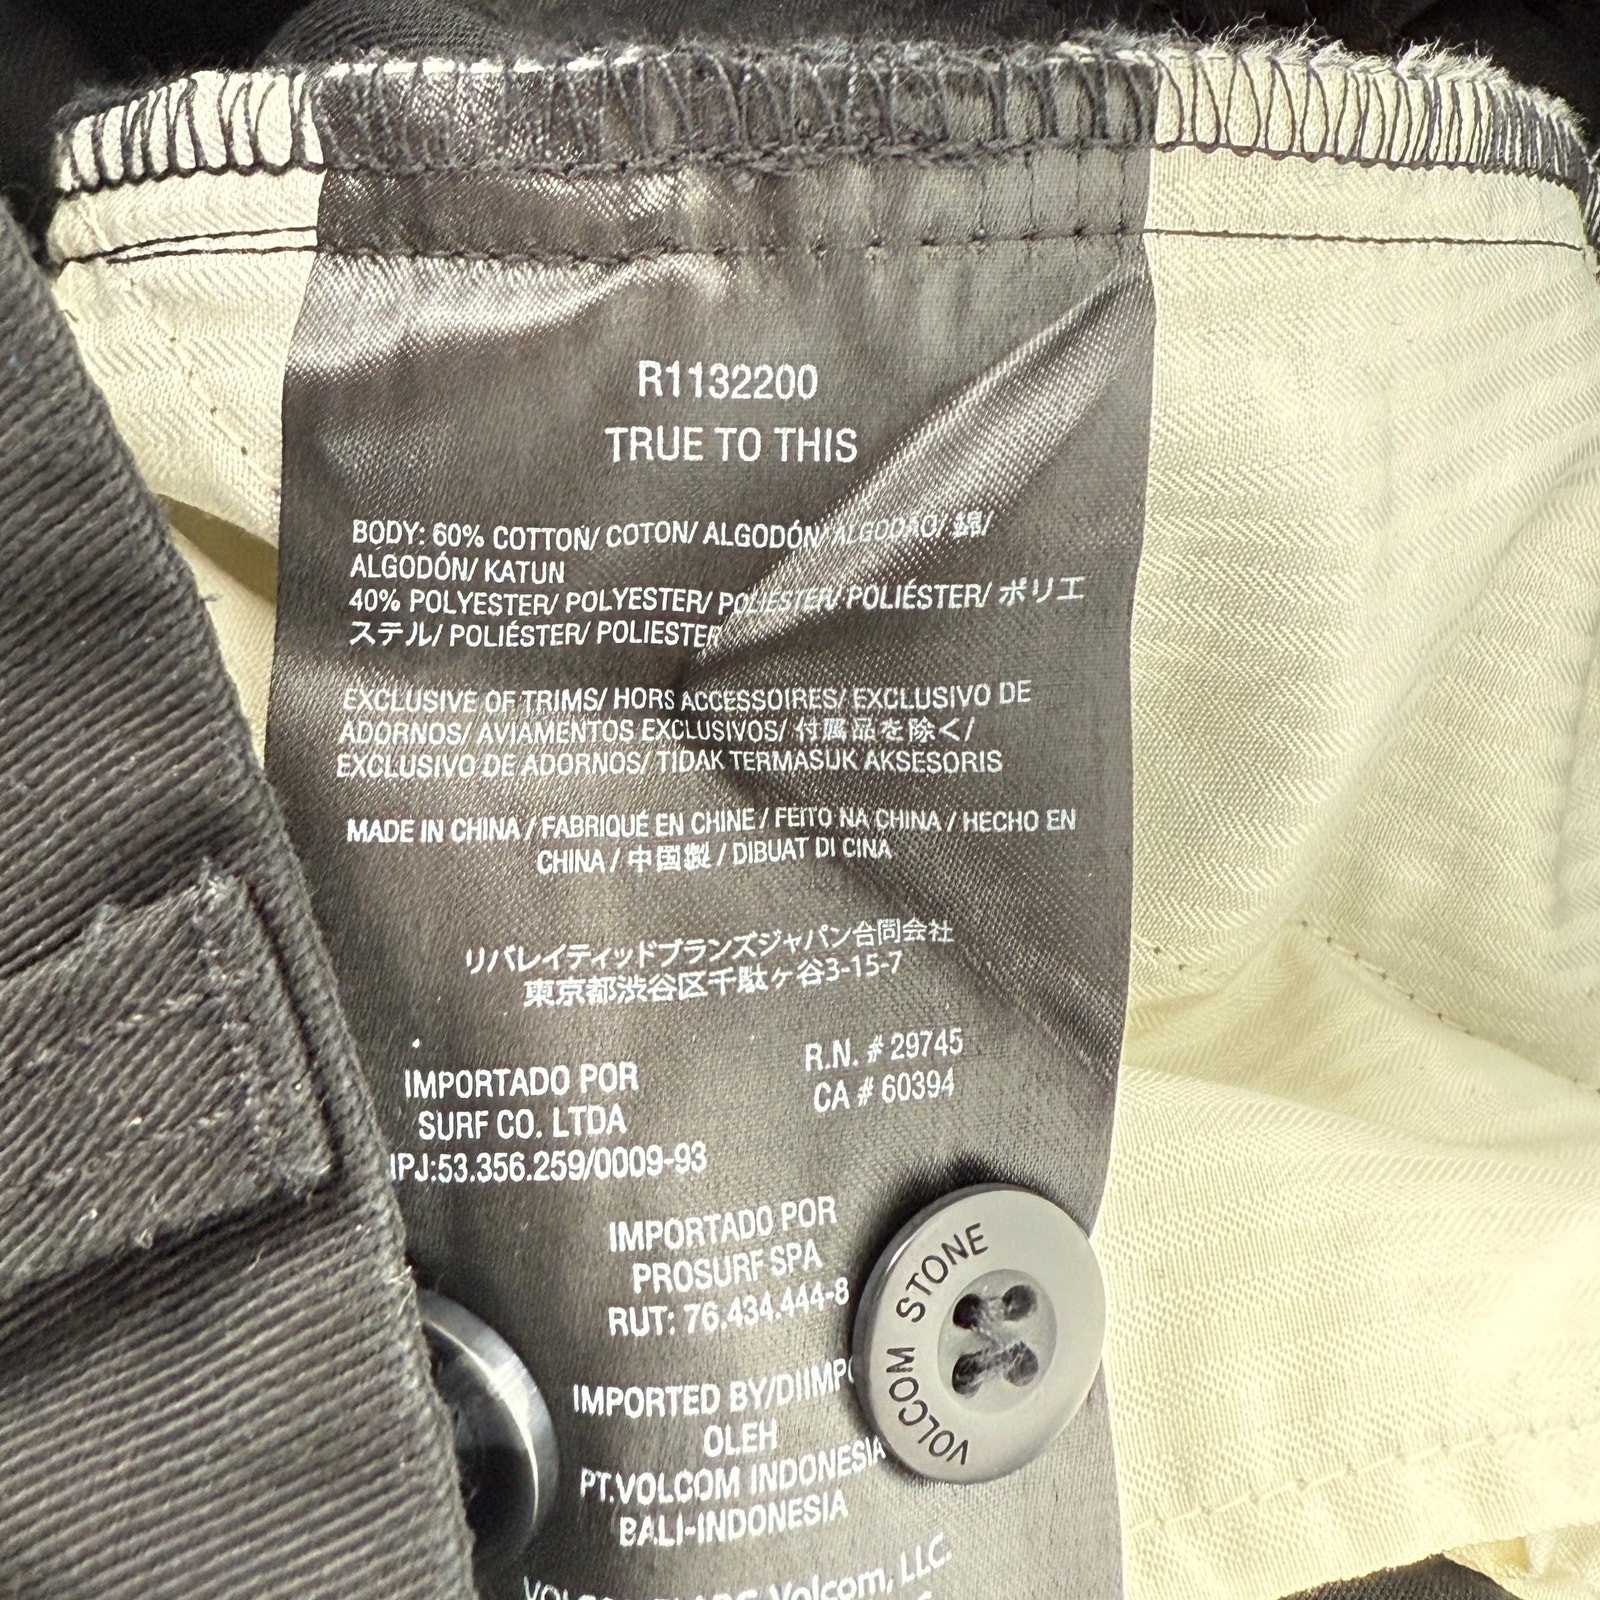 R1132200
TRUE TO THIS
BODY: 60% COTTON/ COTON/ ALGODÓN/ ALGODÃO/ 綿/
ALGODÓN/ KATUN
40% POLYESTER/ POLYESTER/ POLIESTER/ POLIÉSTER/ ポリエ
ステル/ POLIÉSTER/ POLIESTER
EXCLUSIVE OF TRIMS/ HORS ACCESSOIRES/ EXCLUSIVO DE
ADORNOS/ AVIAMENTOS EXCLUSIVOS/ 付属品を除く/
EXCLUSIVO DE ADORNOS/ TIDAK TERMASUK AKSESORIS
MADE IN CHINA / FABRIQUÉ EN CHINE / FEITO NA CHINA / HECHO EN
CHINA / 中国製 / DIBUAT DI CINA
リバレイティッドブランズジャパン合同会社
東京都渋谷区千駄ヶ谷3-15-7
R.N. # 29745
CA # 60394
IMPORTADO POR
SURF CO. LTDA
IPJ:53.356.259/0009-93
IMPORTADO POR
PROSURF SPA
RUT: 76.434.444-8
IMPORTED BY/DIIMPO
OLEH
PT.VOLCOM INDONESIA
BALI-INDONESIA
Volcom, LLC.
VOLCOM STONE